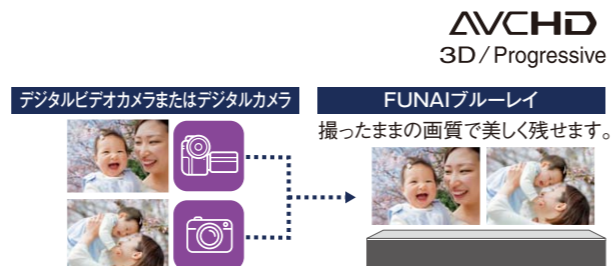 AVCHD
3D/Progressive
デジタルビデオカメラまたはデジタルカメラ
FUNAIブルーレイ
撮ったままの画質で美しく残せます。